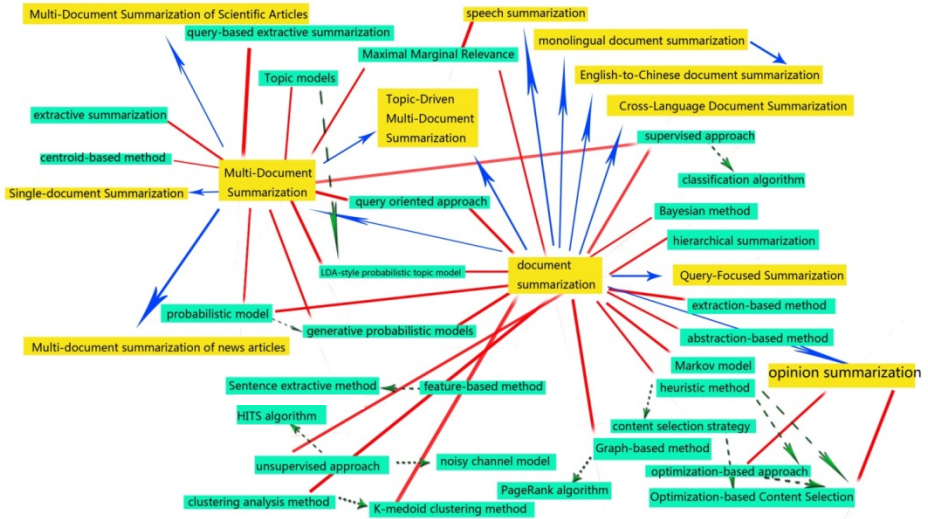 Multi-Document Summarization of Scientific Articles
speech summarization
query-based extractive summarization
monolingual document summarization
Maximal Marginal Relevance
Topic models
English-to-Chinese document summarization
Topic-Driven
Multi-Document
Summarization
Cross-Language Document Summarization
extractive summarization
supervised approach
centroid-based method
Multi-Document
Summarization
classification algorithm
Single-document Summarization
query oriented approach
Bayesian method
hierarchical summarization
LDA-style probabilistic topic model
document
summarization
Query-Focused Summarization
probabilistic model
extraction-based method
generative probabilistic models
abstraction-based method
Multi-document summarization of news articles
Markov model
opinion summarization
Sentence extractive method
feature-based method
heuristic method
HITS algorithm
content selection strategy
Graph-based method
unsupervised approach
noisy channel model
optimization-based approach
PageRank algorithm
Optimization-based Content Selection
clustering analysis method
K-medoid clustering method